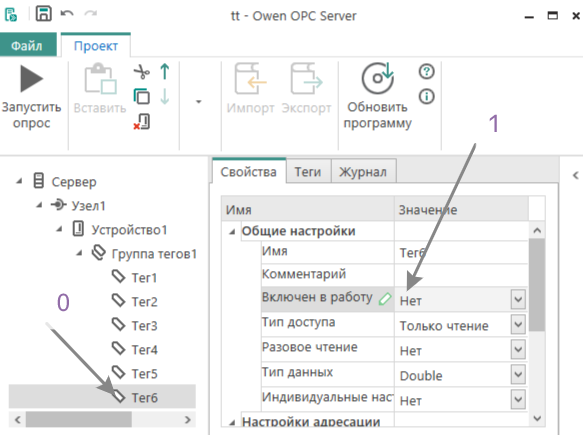 tt - Owen OPC Server
Файл
Проект
Запустить опрос
Вставить
Импорт
Экспорт
Обновить программу
1
Сервер
Узел1
Устройство1
Группа тегов1
Тег1
Тег2
Тег3
Тег4
Тег5
Тег6
0
Свойства
Теги
Журнал
Имя Значение
Общие настройки
Имя Тег6
Комментарий
Включен в работу Нет
Тип доступа Только чтение
Разовое чтение Нет
Тип данных Double
Индивидуальные нас Нет
Настройки адресации